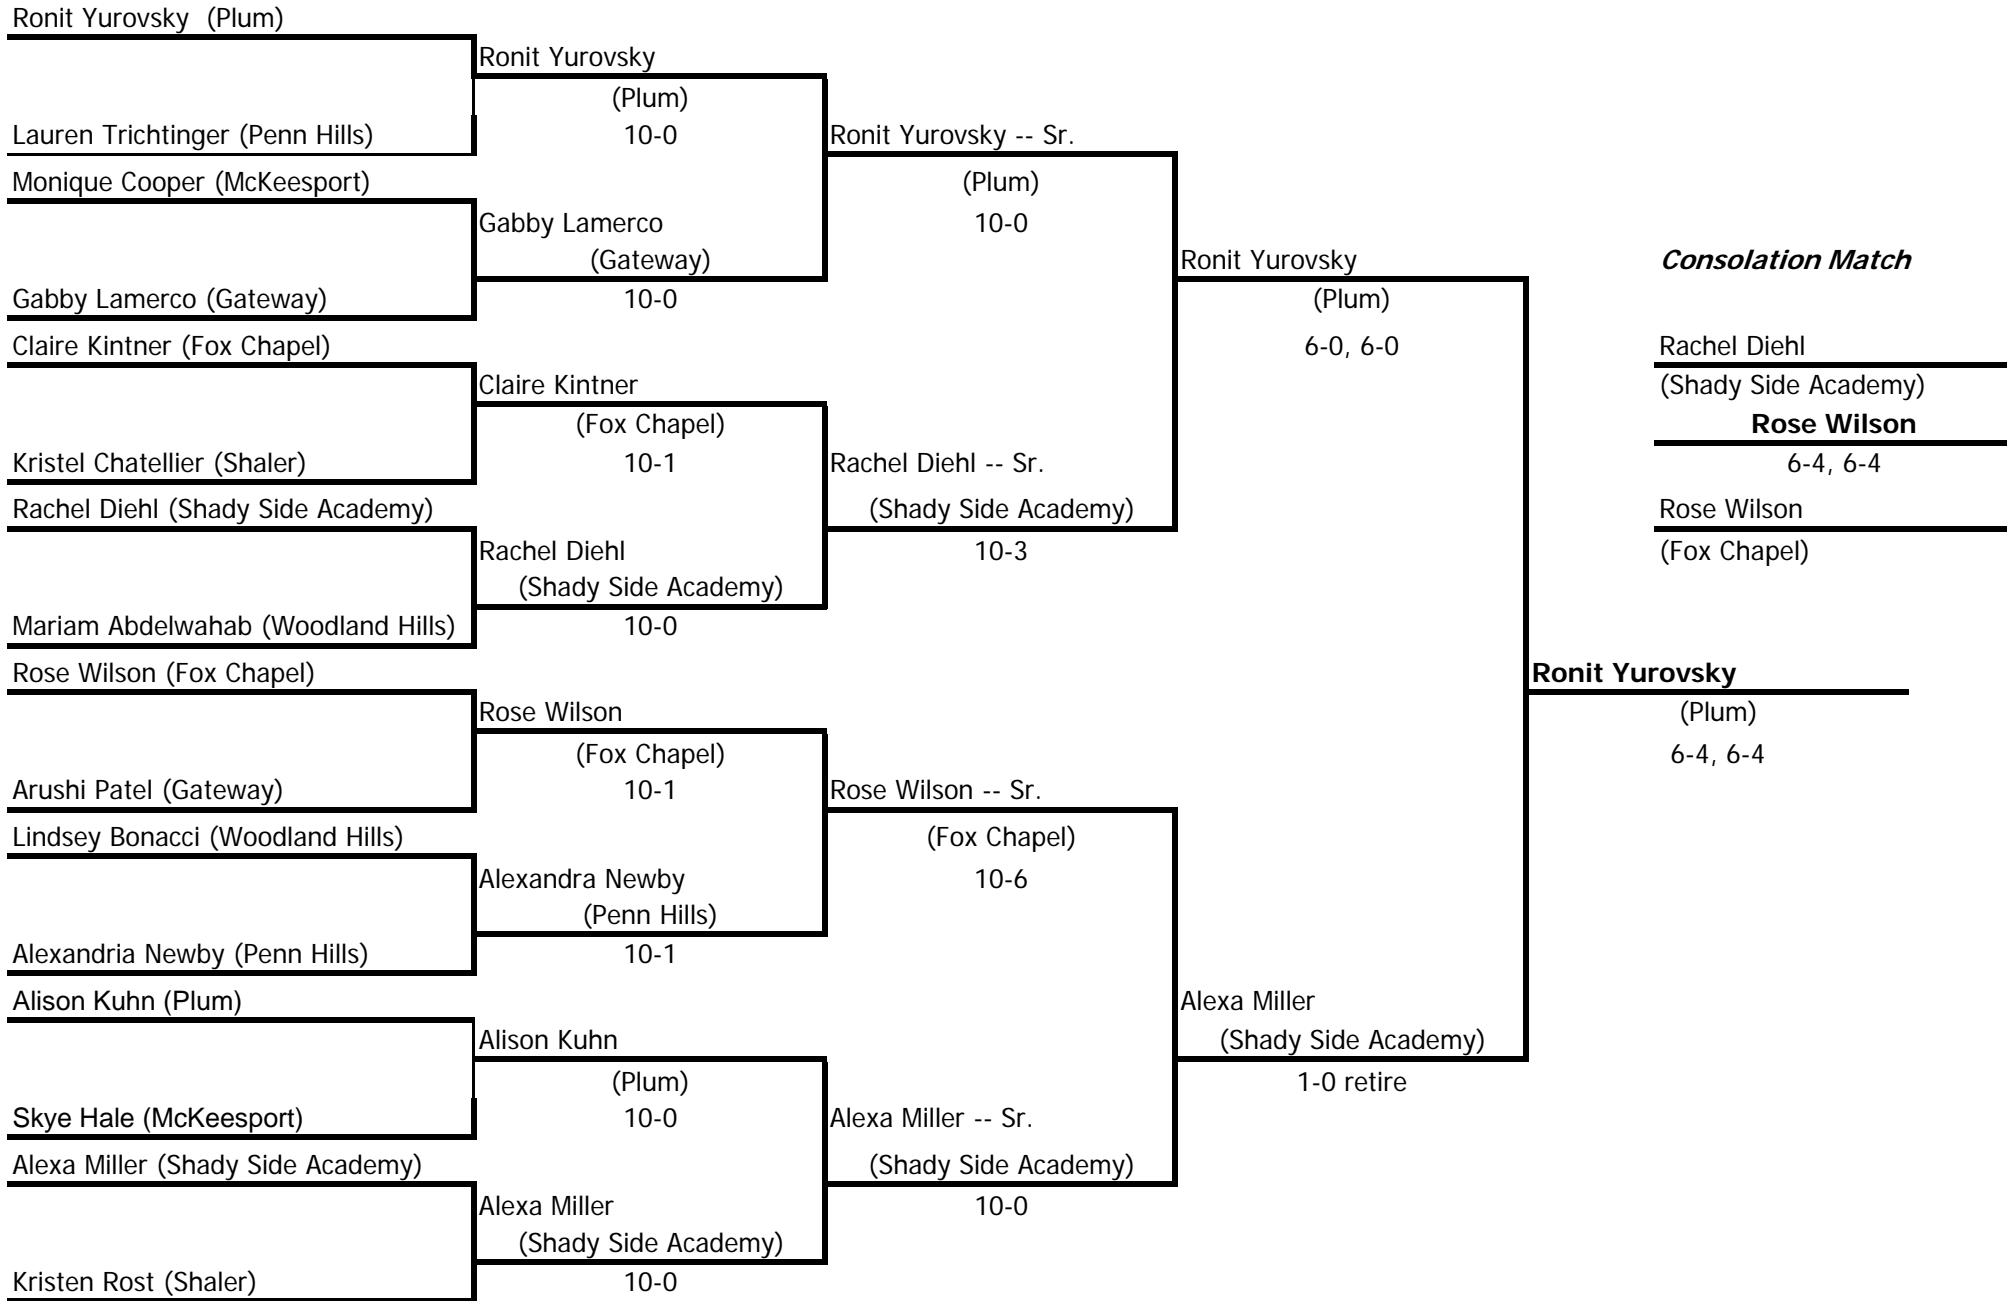 Ronit Yurovsky  (Plum)
Ronit Yurovsky
(Plum)
Lauren Trichtinger (Penn Hills)
10-0
Ronit Yurovsky -- Sr.
Monique Cooper (McKeesport)
(Plum)
Gabby Lamerco
10-0
(Gateway)
Ronit Yurovsky
Consolation Match
Gabby Lamerco (Gateway)
10-0
(Plum)
Claire Kintner (Fox Chapel)
6-0, 6-0
Rachel Diehl
Claire Kintner
(Shady Side Academy)
(Fox Chapel)
Rose Wilson
Kristel Chatellier (Shaler)
10-1
Rachel Diehl -- Sr.
6-4, 6-4
Rachel Diehl (Shady Side Academy)
(Shady Side Academy)
Rose Wilson
Rachel Diehl
10-3
(Fox Chapel)
(Shady Side Academy)
Mariam Abdelwahab (Woodland Hills)
10-0
Rose Wilson (Fox Chapel)
Ronit Yurovsky
Rose Wilson
(Plum)
(Fox Chapel)
6-4, 6-4
Arushi Patel (Gateway)
10-1
Rose Wilson -- Sr.
Lindsey Bonacci (Woodland Hills)
(Fox Chapel)
Alexandra Newby
10-6
(Penn Hills)
Alexandria Newby (Penn Hills)
10-1
Alison Kuhn (Plum)
Alexa Miller
Alison Kuhn
(Shady Side Academy)
(Plum)
1-0 retire
Skye Hale (McKeesport)
10-0
Alexa Miller -- Sr.
Alexa Miller (Shady Side Academy)
(Shady Side Academy)
Alexa Miller
10-0
(Shady Side Academy)
Kristen Rost (Shaler)
10-0